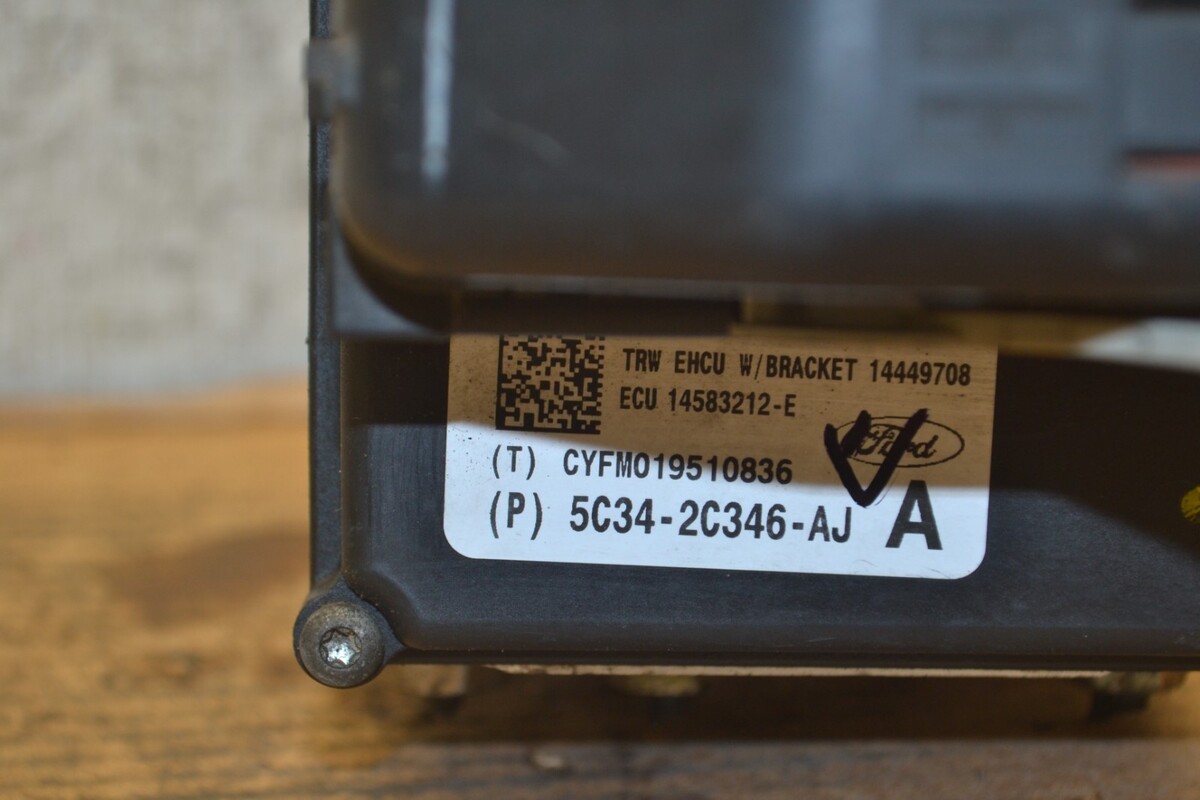 TRW EHCU W/BRACKET 14449708
ECU 14583212-E
Ford
(T) CYFM019510836
(P) 5C34-2C346-AJ A